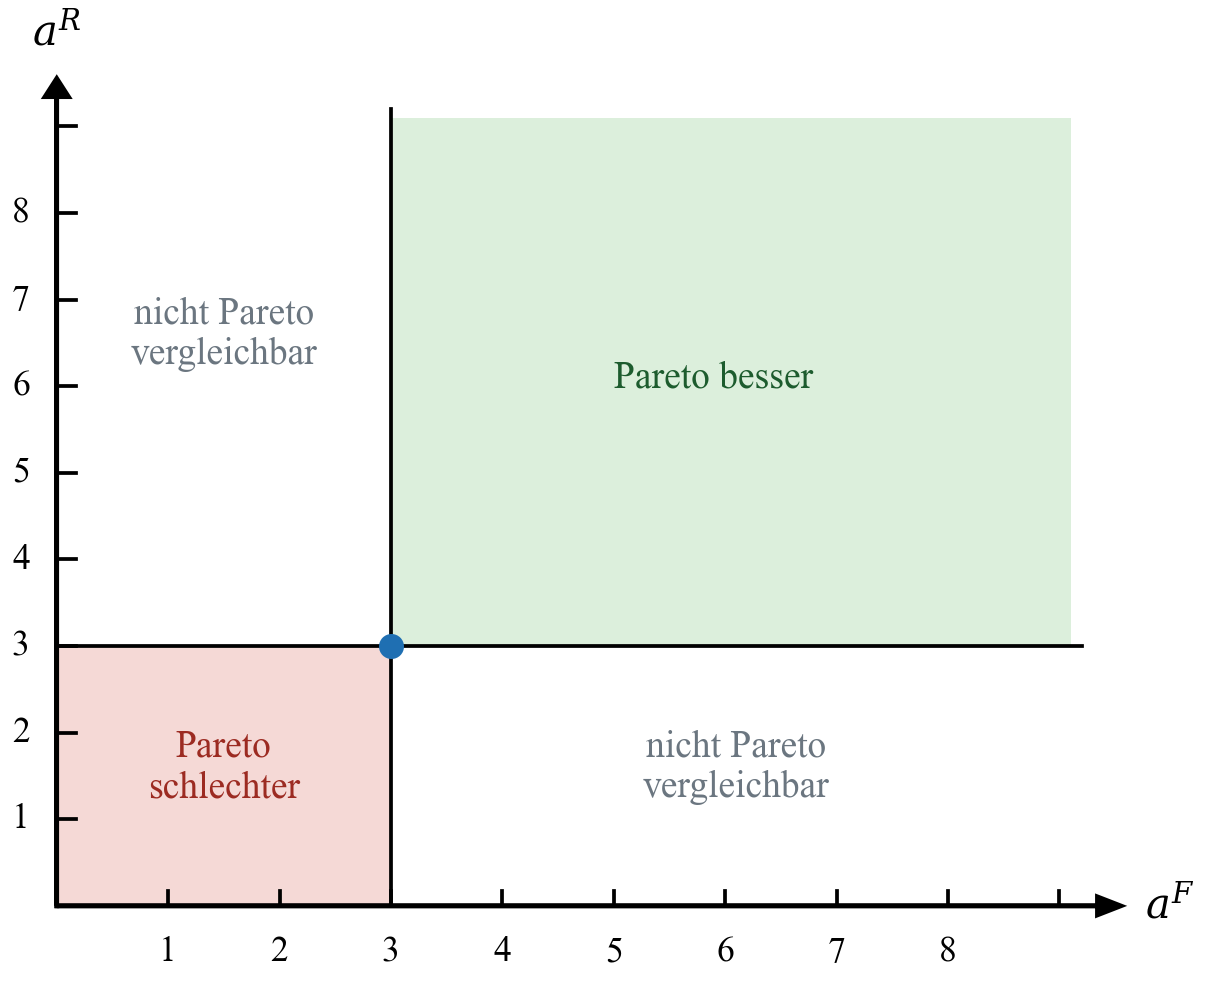 a^R
8
7
6
5
4
3
2
1
nicht Pareto
vergleichbar
Pareto besser
Pareto
schlechter
nicht Pareto
vergleichbar
1 2 3 4 5 6 7 8
a^F